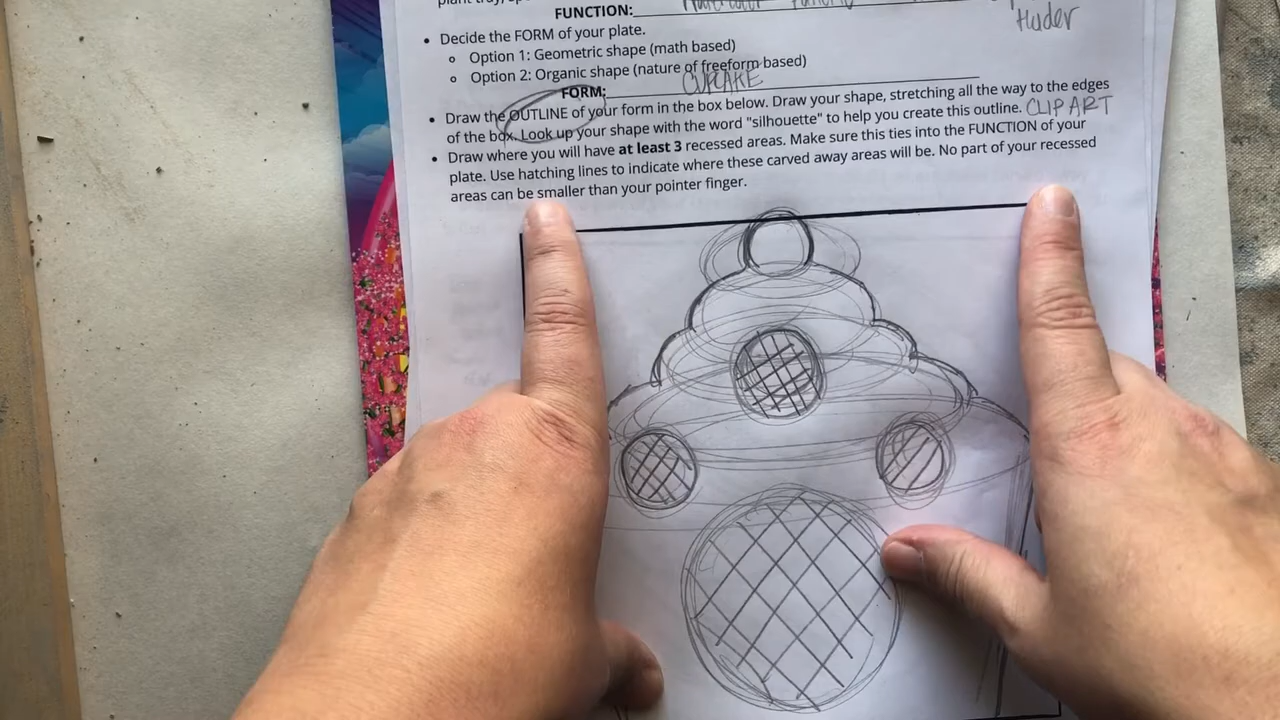 plant tray,
FUNCTION:
Huder
• Decide the FORM of your plate.
o Option 1: Geometric shape (math based)
o Option 2: Organic shape (nature of freeform based)
FORM: CUPCAKE
• Draw the OUTLINE of your form in the box below. Draw your shape, stretching all the way to the edges
of the box. Look up your shape with the word "silhouette" to help you create this outline. CLIP ART
• Draw where you will have at least 3 recessed areas. Make sure this ties into the FUNCTION of your
plate. Use hatching lines to indicate where these carved away areas will be. No part of your recessed
areas can be smaller than your pointer finger.